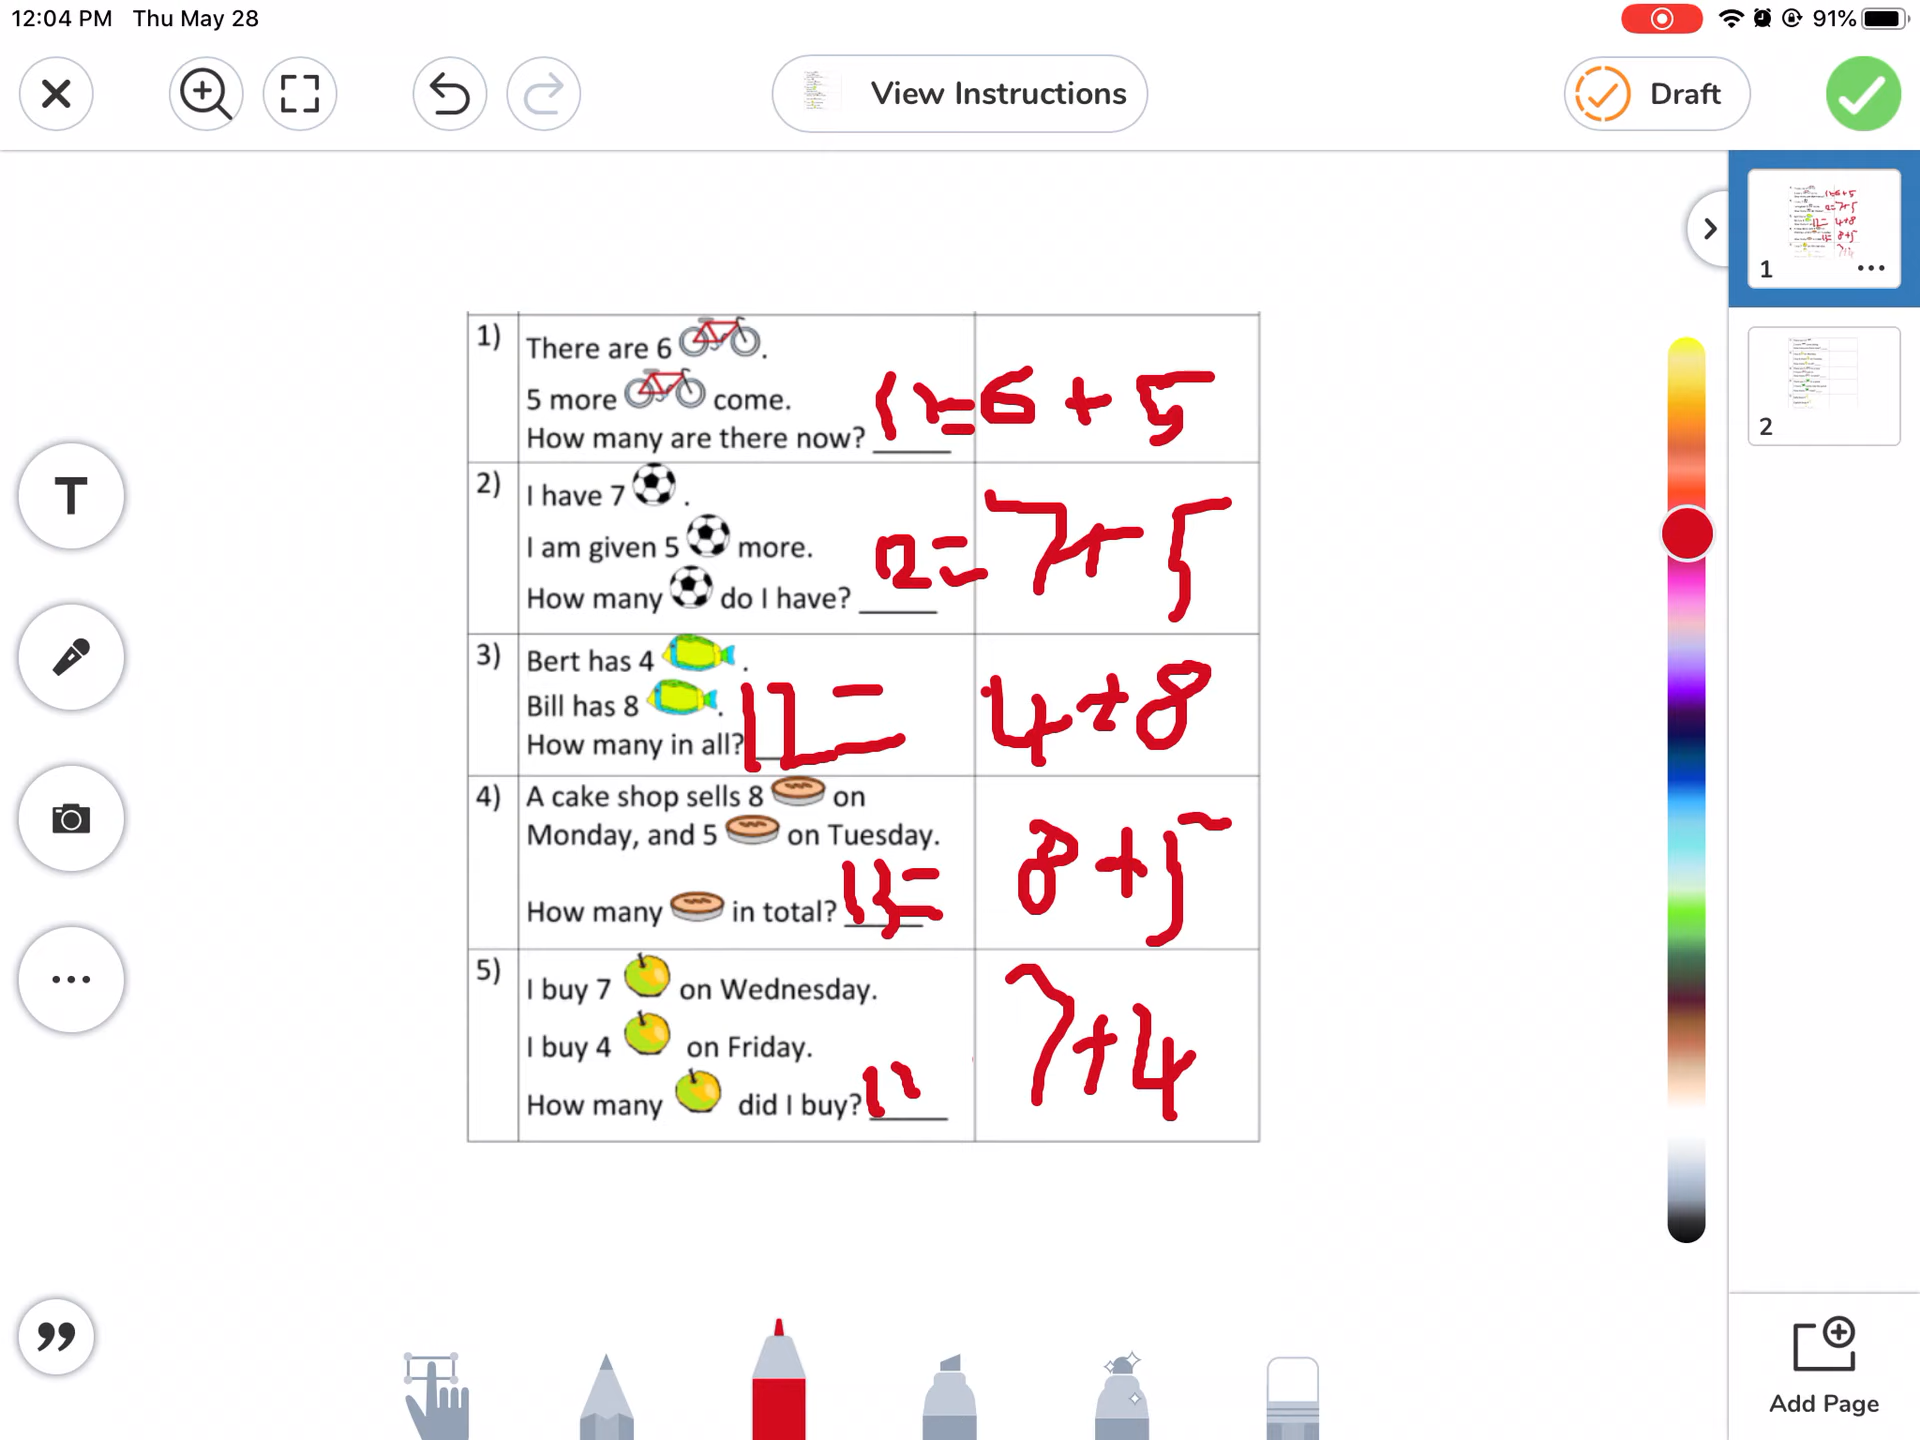 12:04 PM Thu May 28
91%
View Instructions
Draft
1)
There are 6 .
5 more come.
How many are there now? ____ 11=6 + 5
2)
I have 7 .
I am given 5 more.
How many do I have? ____ 12= 7+5
3)
Bert has 4 .
Bill has 8 .
How many in all? 12= 4+8
4)
A cake shop sells 8 on
Monday, and 5 on Tuesday.
How many in total? 13= 8+5
5)
I buy 7 on Wednesday.
I buy 4 on Friday.
How many did I buy? 11 7+4
1
2
T
Add Page